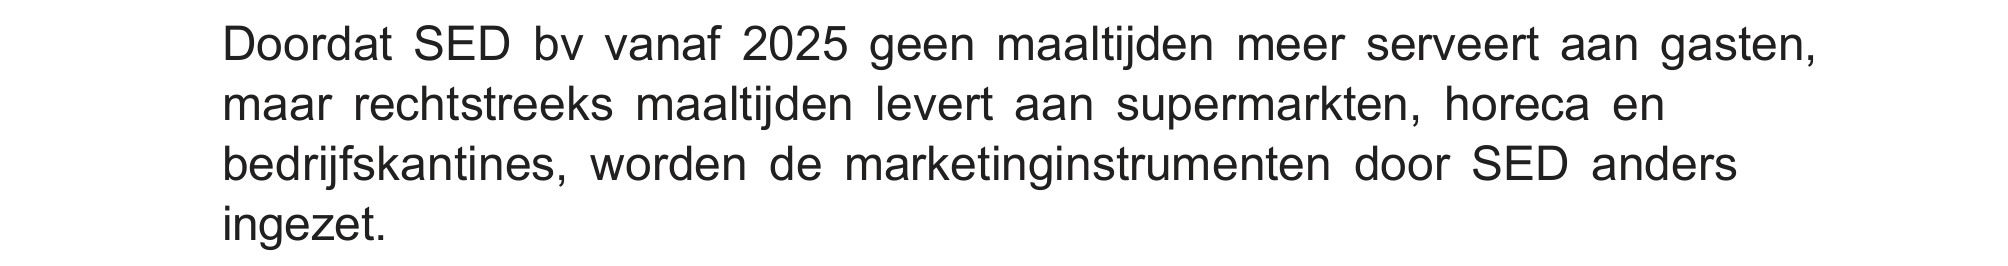 Doordat SED bv vanaf 2025 geen maaltijden meer serveert aan gasten,
maar rechtstreeks maaltijden levert aan supermarkten, horeca en
bedrijfskantines, worden de marketinginstrumenten door SED anders
ingezet.